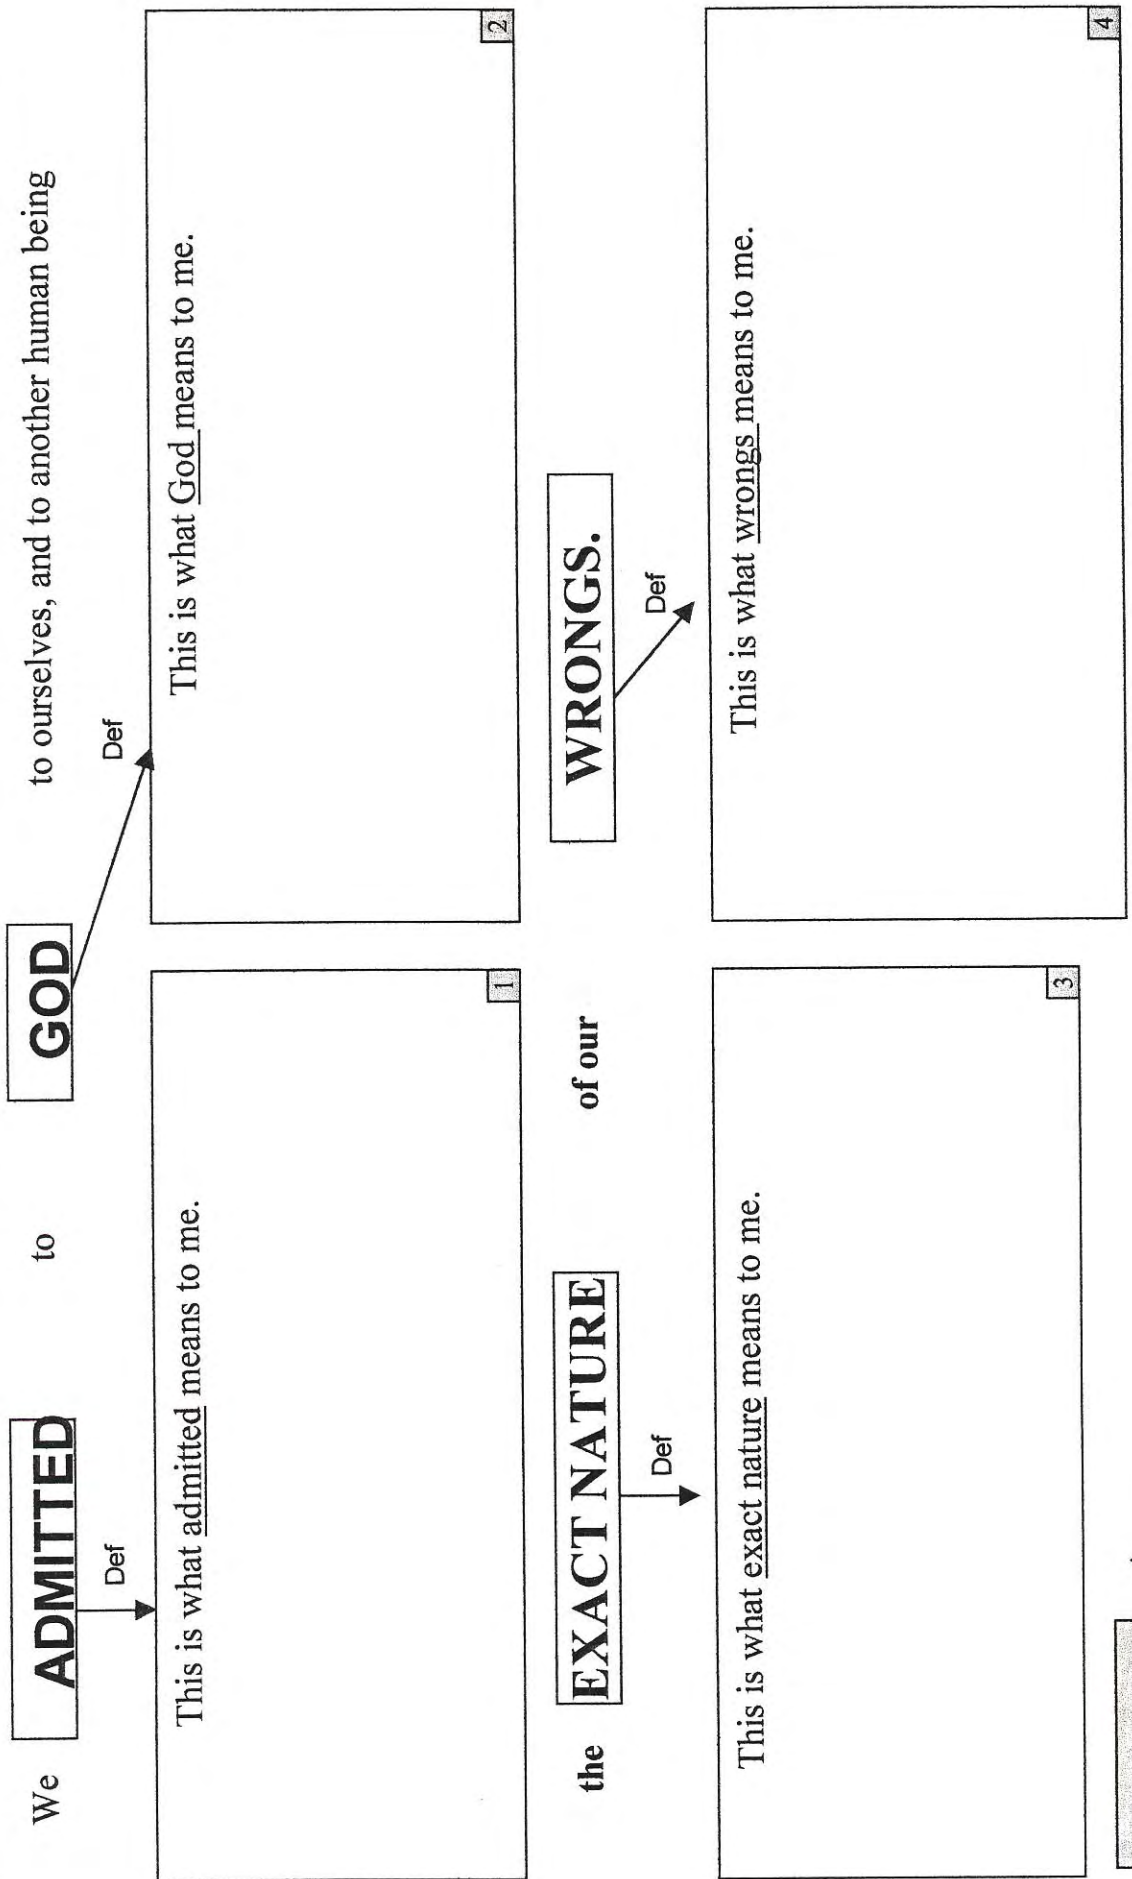 We ADMITTED to GOD to ourselves, and to another human being
Def
Def
This is what admitted means to me.
1
This is what God means to me.
2
the EXACT NATURE of our WRONGS.
Def
Def
This is what exact nature means to me.
3
This is what wrongs means to me.
4